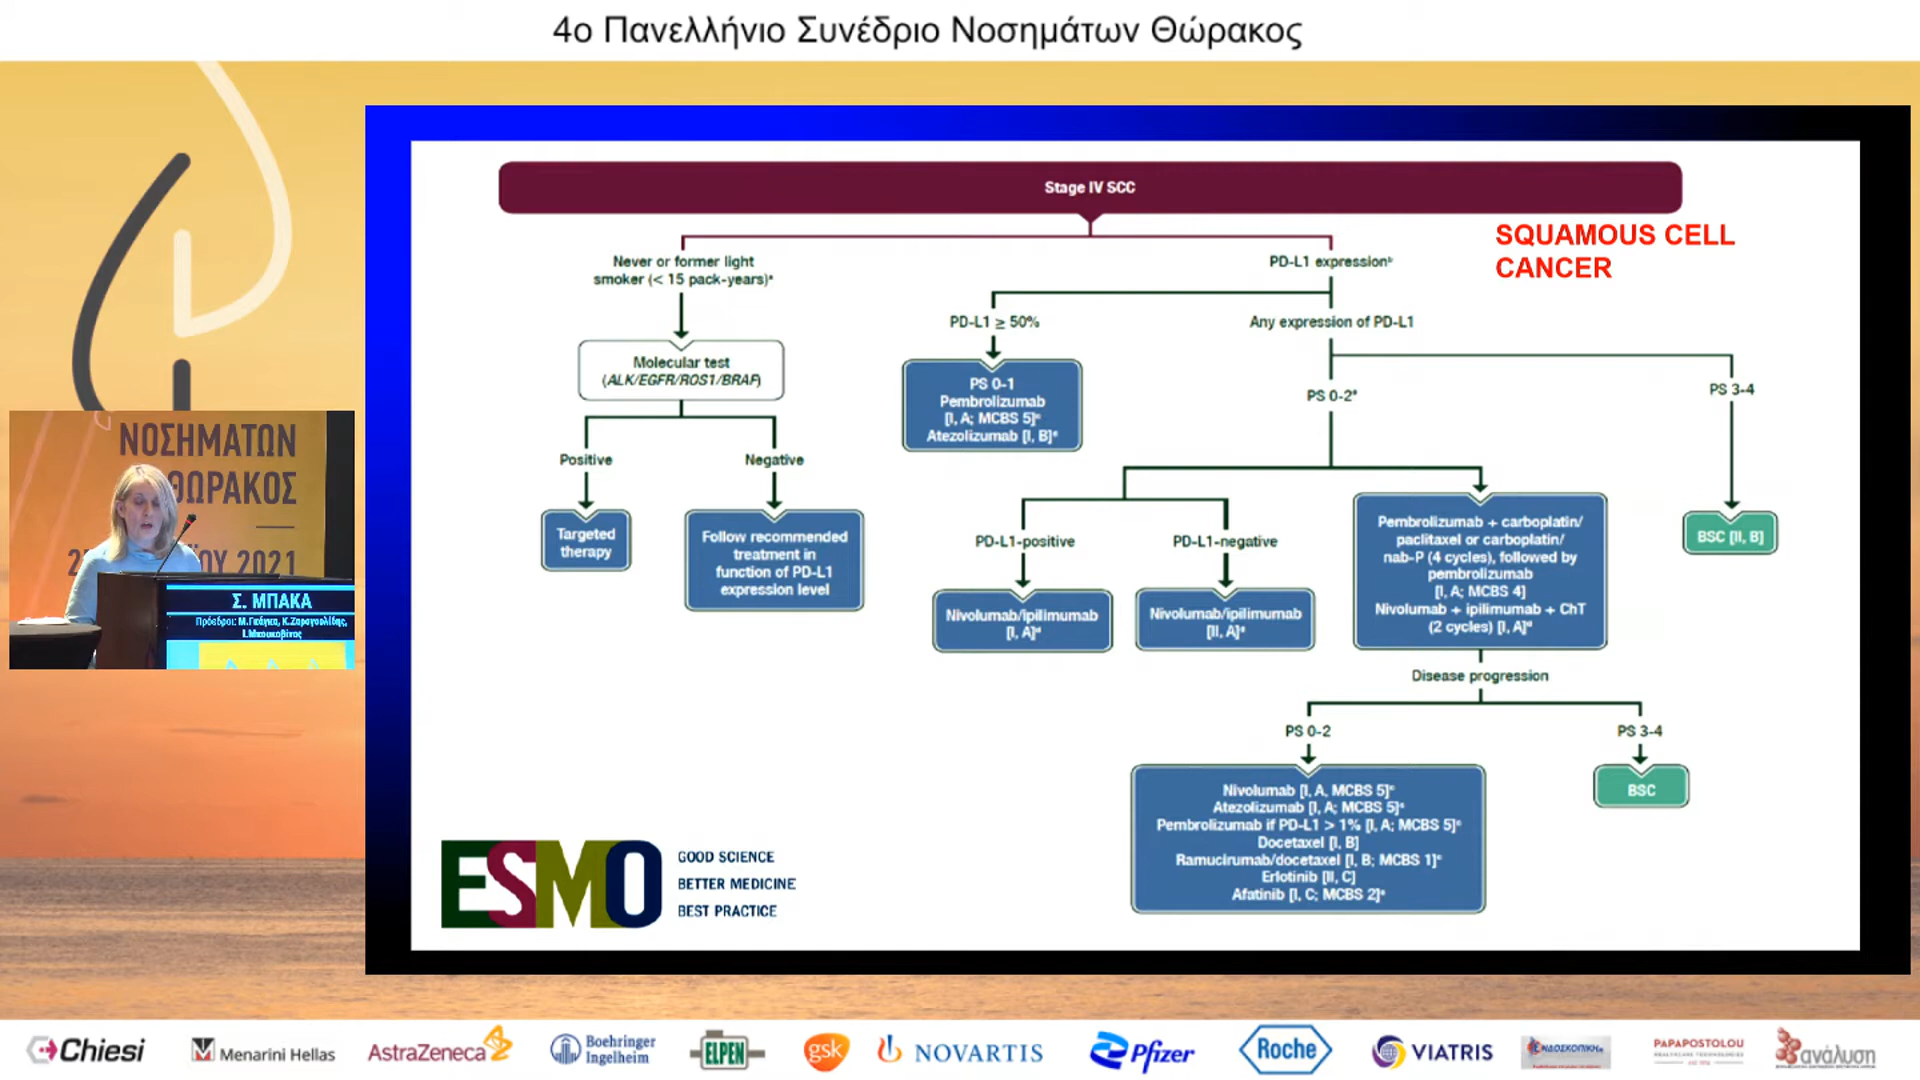 4ο Πανελλήνιο Συνέδριο Νοσημάτων Θώρακος
Stage IV SCC
SQUAMOUS CELL
CANCER
Never or former light
smoker (< 15 pack-years)ᵃ
PD-L1 expressionᵇ
PD-L1 ≥ 50%
Any expression of PD-L1
Molecular test
(ALK/EGFR/ROS1/BRAF)
PS 0-1
Pembrolizumab
[I, A; MCBS 5]ᶜ
Atezolizumab [I, B]ᵉ
PS 0-2ᵉ
PS 3-4
Positive
Negative
Targeted
therapy
Follow recommended
treatment in
function of PD-L1
expression level
PD-L1-positive
PD-L1-negative
Nivolumab/ipilimumab
[I, A]ᵈ
Nivolumab/ipilimumab
[II, A]ᵉ
Pembrolizumab + carboplatin/
paclitaxel or carboplatin/
nab-P (4 cycles), followed by
pembrolizumab
[I, A; MCBS 4]
Nivolumab + ipilimumab + ChT
(2 cycles) [I, A]ᵈ
BSC [II, B]
Disease progression
PS 0-2
PS 3-4
Nivolumab [I, A, MCBS 5]ᶜ
Atezolizumab [I, A; MCBS 5]ᶜ
Pembrolizumab if PD-L1 > 1% [I, A; MCBS 5]ᶜ
Docetaxel [I, B]
Ramucirumab/docetaxel [I, B; MCBS 1]ᶜ
Erlotinib [II, C]
Afatinib [I, C; MCBS 2]ᵉ
BSC
ESMO
GOOD SCIENCE
BETTER MEDICINE
BEST PRACTICE
ΝΟΣΗΜΑΤΩΝ
ΘΩΡΑΚΟΣ
ΟΥ 2021
Σ. ΜΠΑΚΑ
Πρόεδροι: Μ.Γκάγκα, Κ.Ζαρογουλίδης,
Ι.Μπουκοβίνας
Chiesi
Menarini Hellas
AstraZeneca
Boehringer
Ingelheim
ELPEN
gsk
NOVARTIS
Pfizer
Roche
VIATRIS
ΕΝΔΟΣΚΟΠΙΚΗ
PAPAPOSTOLOU
HEALTHCARE TECHNOLOGIES
ανάλυση